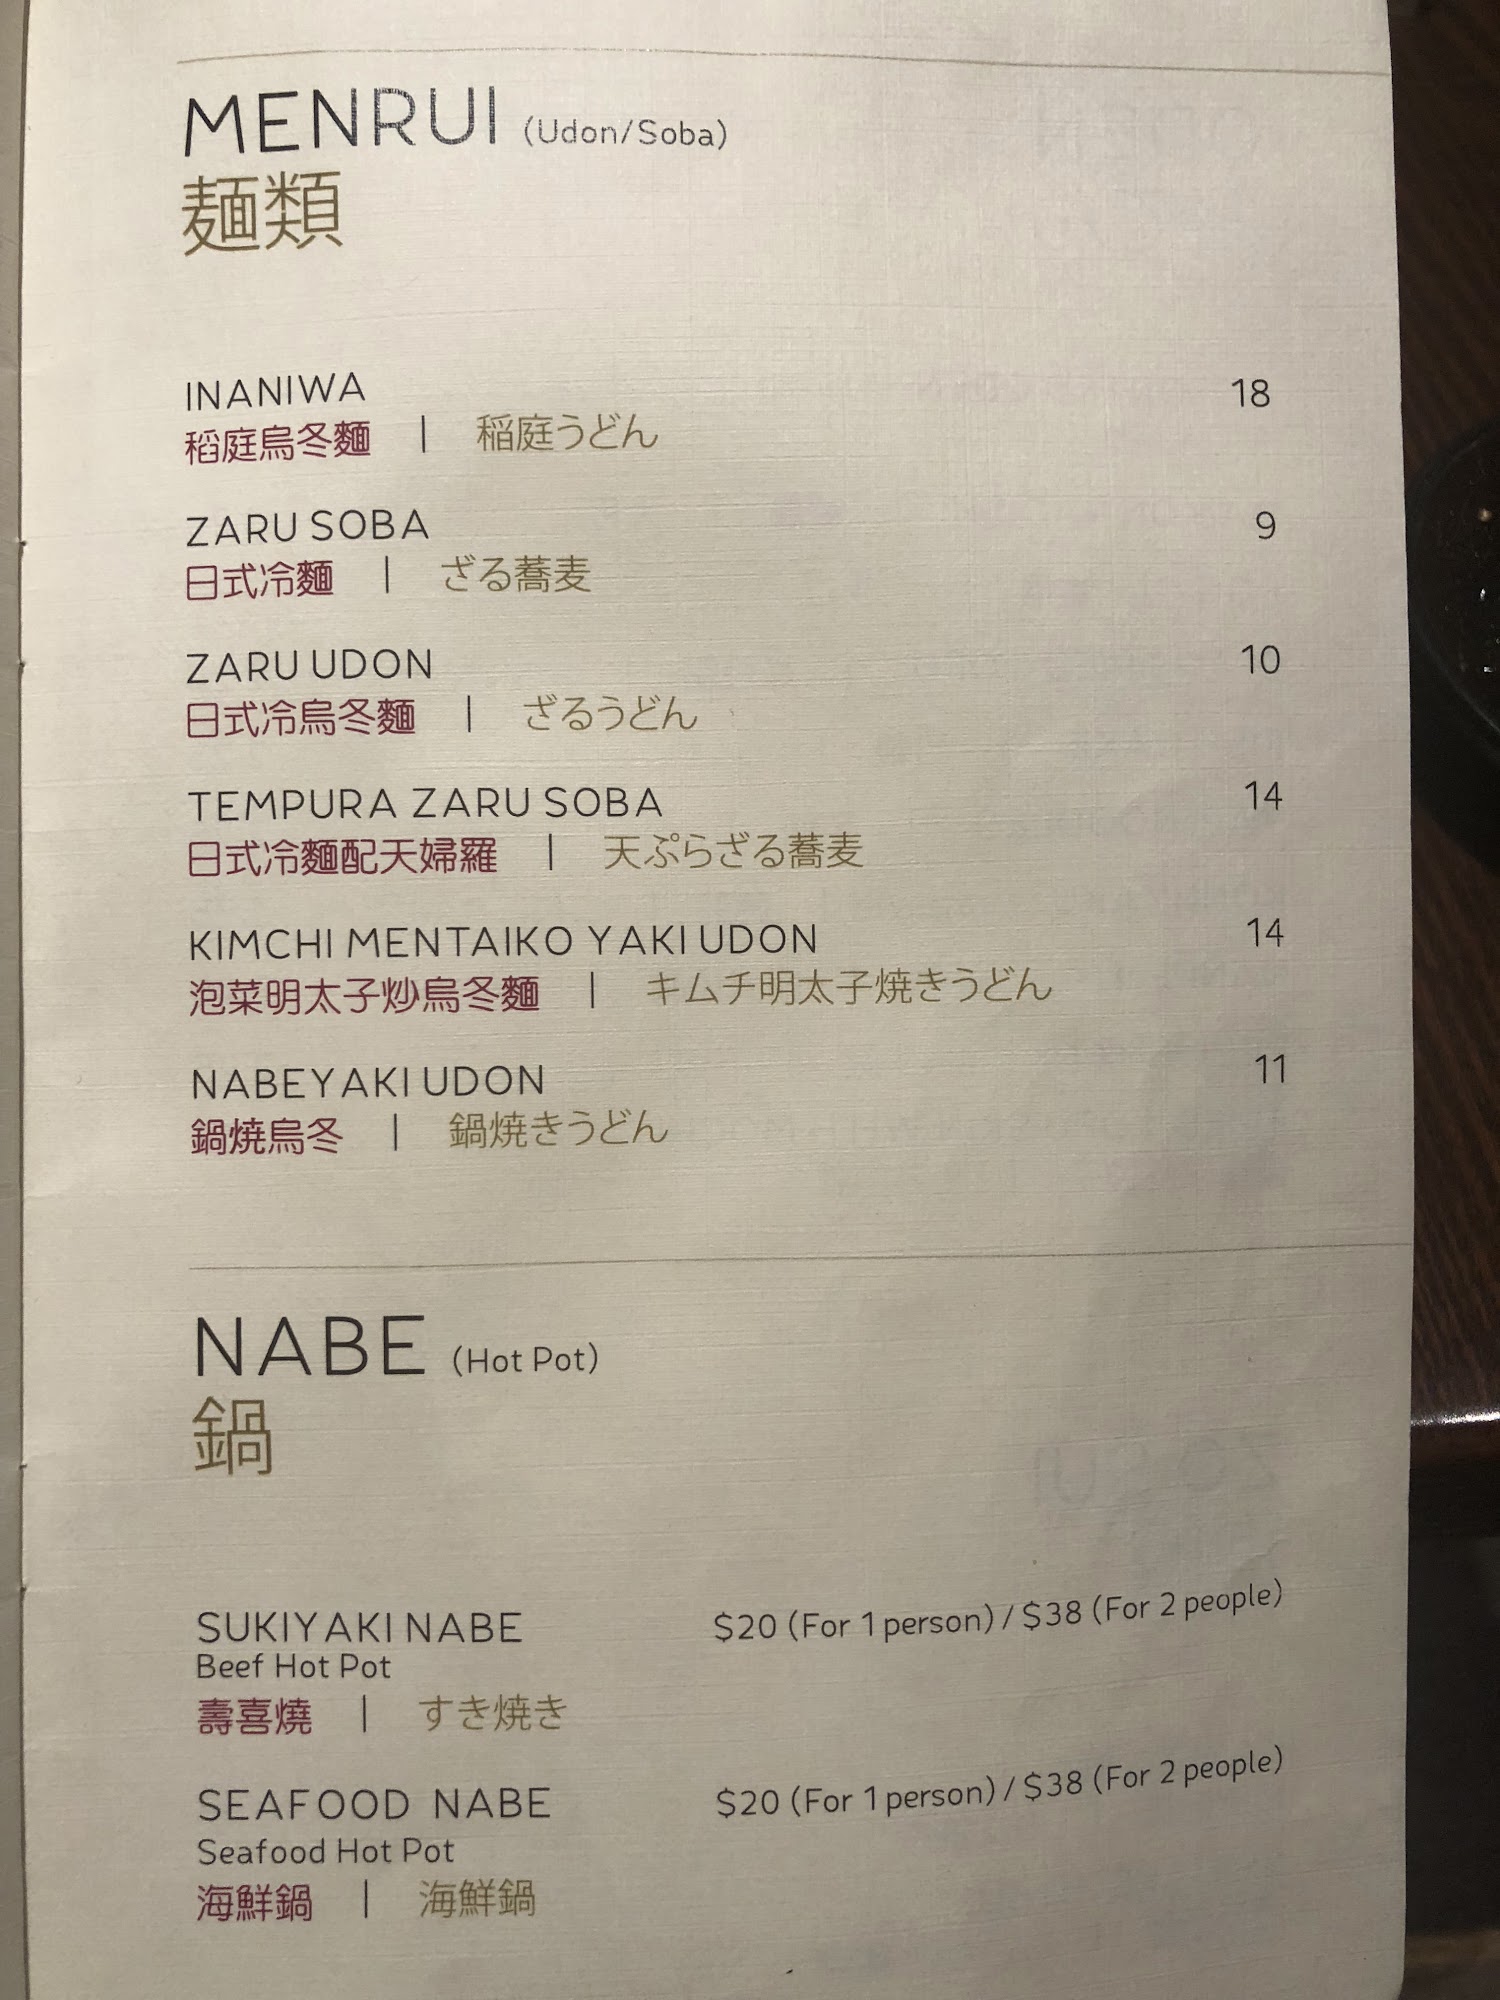 MENRUI (Udon/Soba)
麺類
INANIWA 18
稻庭烏冬麵 | 稲庭うどん
ZARU SOBA 9
日式冷麵 | ざる蕎麦
ZARU UDON 10
日式冷烏冬麵 | ざるうどん
TEMPURA ZARU SOBA 14
日式冷麵配天婦羅 | 天ぷらざる蕎麦
KIMCHI MENTAIKO YAKI UDON 14
泡菜明太子炒烏冬麵 | キムチ明太子焼きうどん
NABEYAKI UDON 11
鍋焼烏冬 | 鍋焼きうどん
NABE (Hot Pot)
鍋
SUKIYAKI NABE $20 (For 1 person) / $38 (For 2 people)
Beef Hot Pot
壽喜燒 | すき焼き
SEAFOOD NABE $20 (For 1 person) / $38 (For 2 people)
Seafood Hot Pot
海鮮鍋 | 海鮮鍋